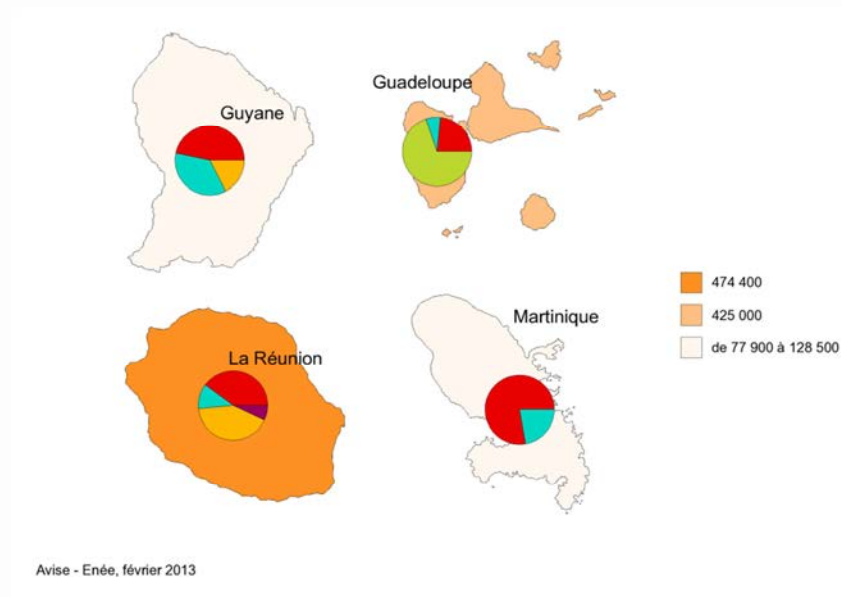 Guyane
Guadeloupe
La Réunion
Martinique
474 400
425 000
de 77 900 à 128 500
Avise - Enée, février 2013